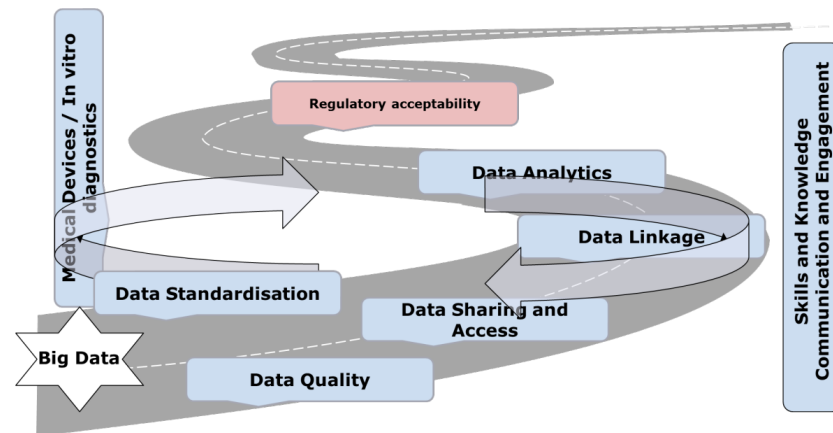 Medical Devices / In vitro
diagnostics
Regulatory acceptability
Data Analytics
Data Linkage
Data Standardisation
Data Sharing and
Access
Big Data
Data Quality
Skills and Knowledge
Communication and Engagement